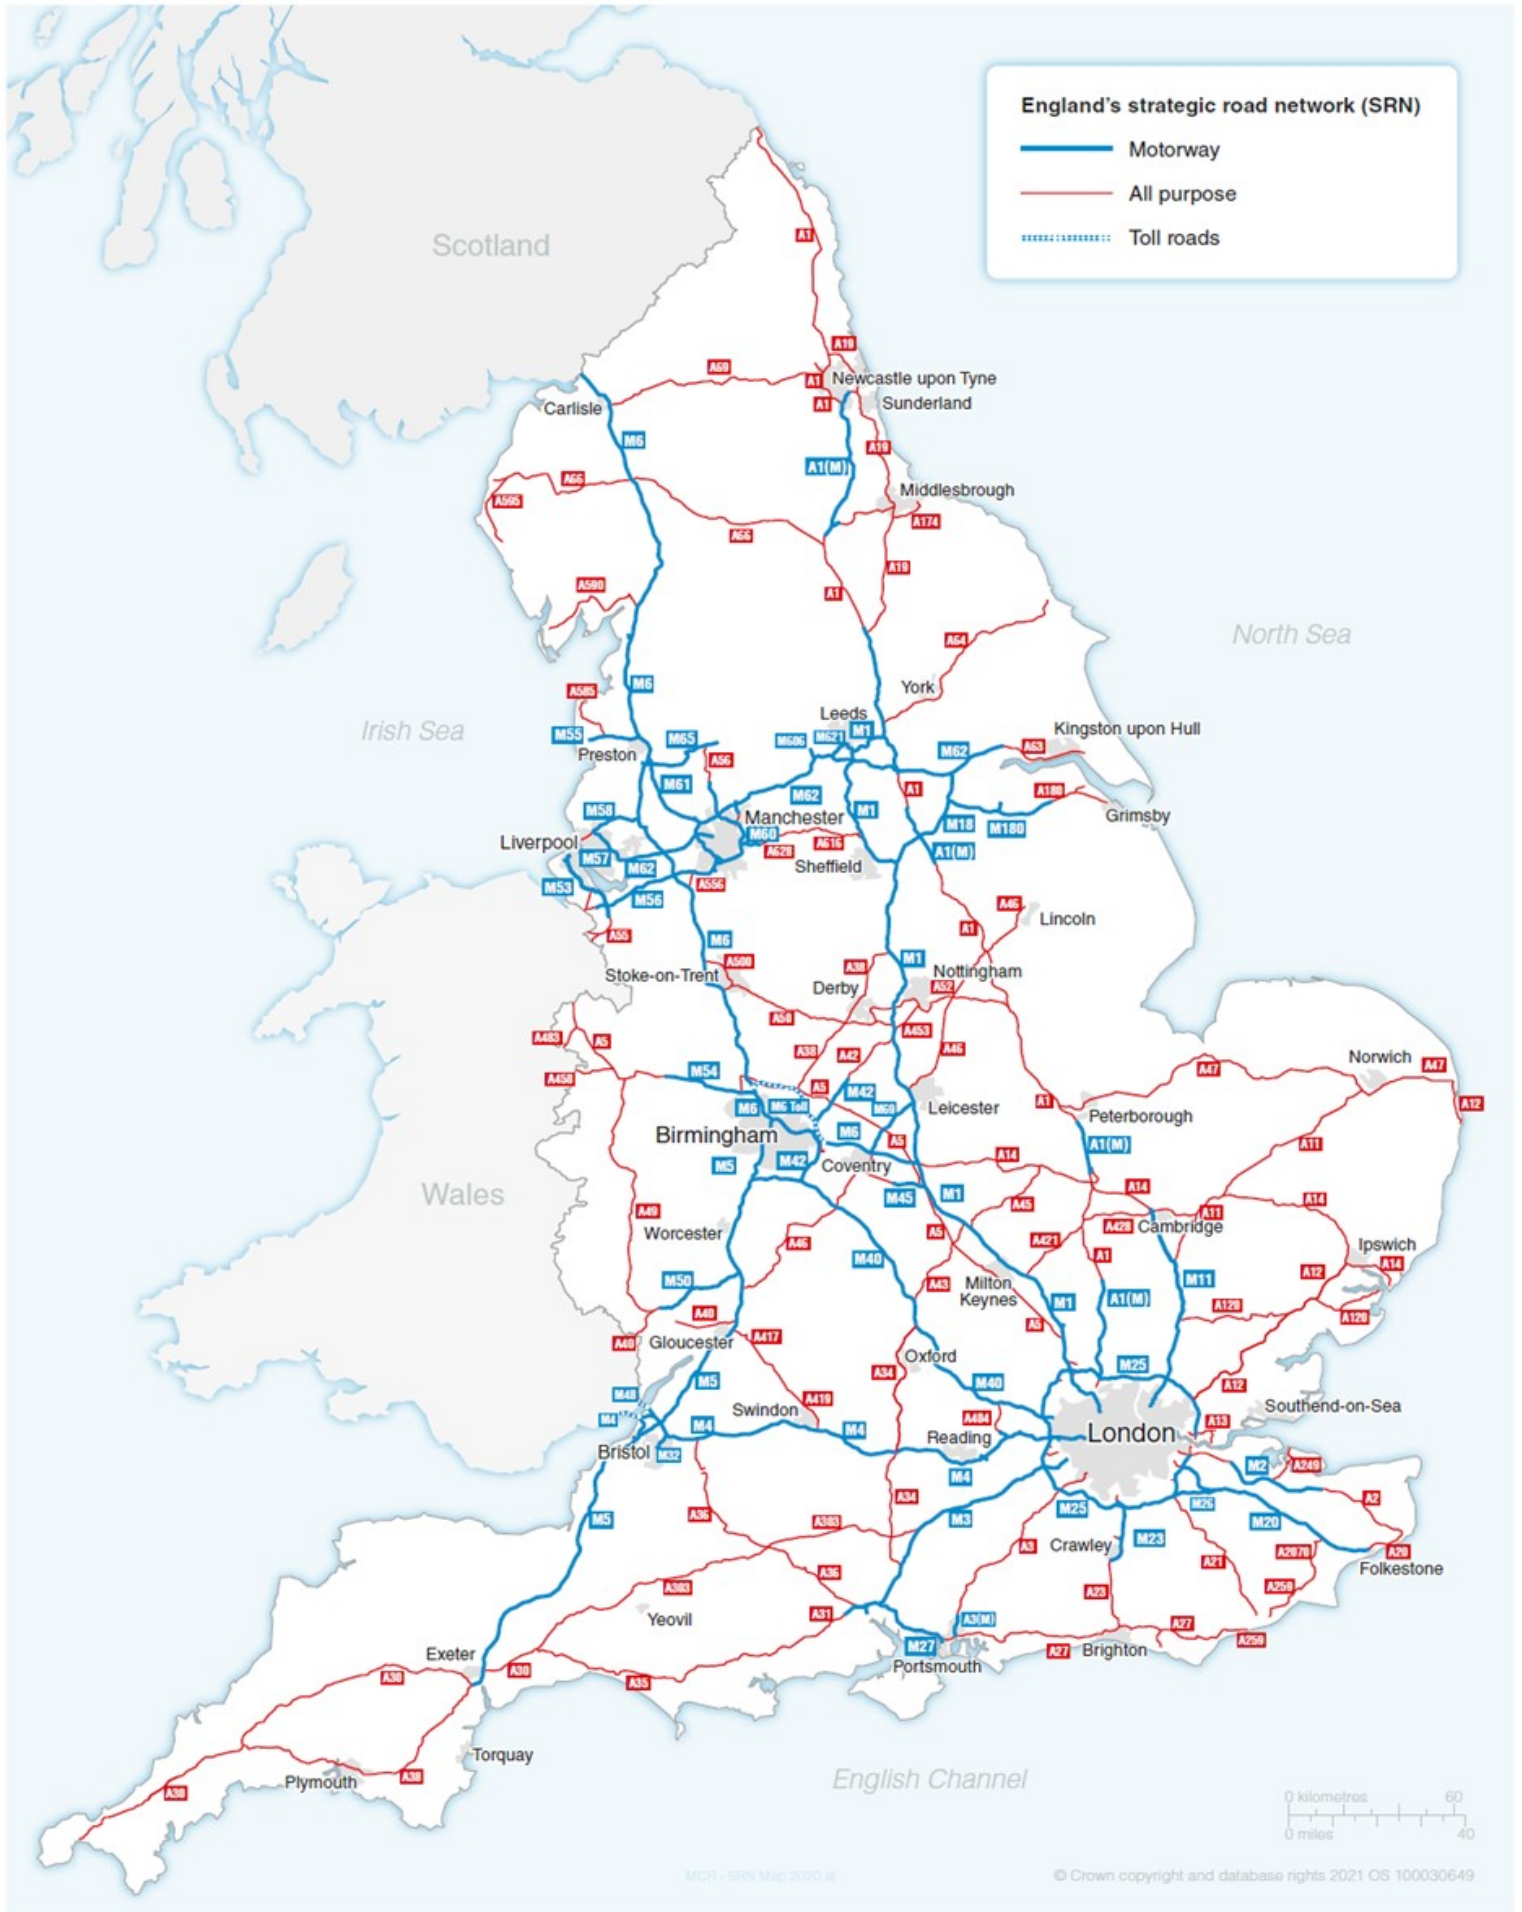 England's strategic road network (SRN)
Motorway
All purpose
Toll roads
Scotland
A1
A19
A69
A1
Newcastle upon Tyne
A1
Sunderland
Carlisle
M6
A19
A1(M)
A66
A595
Middlesbrough
A174
A66
A19
A590
A1
North Sea
A64
M6
York
A585
Irish Sea
Leeds
M55
M65
M606
M621
M1
Kingston upon Hull
Preston
A56
M62
A63
M61
M62
A1
A180
M58
M1
Manchester
M18
M180
Grimsby
Liverpool
M60
M57
M62
A628
A616
Sheffield
A1(M)
M53
M56
A556
A46
Lincoln
A55
M6
A1
A500
A38
M1
Nottingham
Stoke-on-Trent
Derby
A52
A50
A453
A483
A5
A38
A42
A46
Norwich
A47
A458
M54
A5
M42
A47
M6
M6 Toll
M69
Leicester
A1
Peterborough
A12
Birmingham
M6
A5
A1(M)
A11
M5
M42
Coventry
A14
Wales
M45
M1
A14
A14
A49
A45
A11
Worcester
A46
A5
A421
A428
Cambridge
M40
A1
Ipswich
M50
A43
Milton
Keynes
M11
A12
A14
M1
A1(M)
A120
A40
A5
A120
A40
Gloucester
A417
Oxford
M25
M5
A34
M40
A12
M48
A419
Swindon
Southend-on-Sea
M4
M4
M4
A404
A13
Reading
London
Bristol
M32
M4
M2
A249
A34
M25
M26
A2
M5
A36
A303
M3
M20
A3
Crawley
M23
A2070
A20
A21
Folkestone
A36
A303
A23
A259
Yeovil
A31
A3(M)
A27
Exeter
M27
A27
Brighton
A259
A30
A30
A35
Portsmouth
Torquay
Plymouth
A38
A30
English Channel
0 kilometres 60
0 miles 40
MCR - SRN Map 2020.ai
© Crown copyright and database rights 2021 OS 100030649